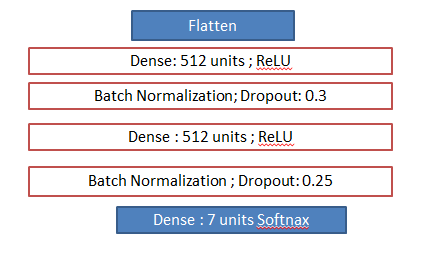 Flatten
Dense: 512 units ; ReLU
Batch Normalization; Dropout: 0.3
Dense : 512 units ; ReLU
Batch Normalization ; Dropout: 0.25
Dense : 7 units Softnax